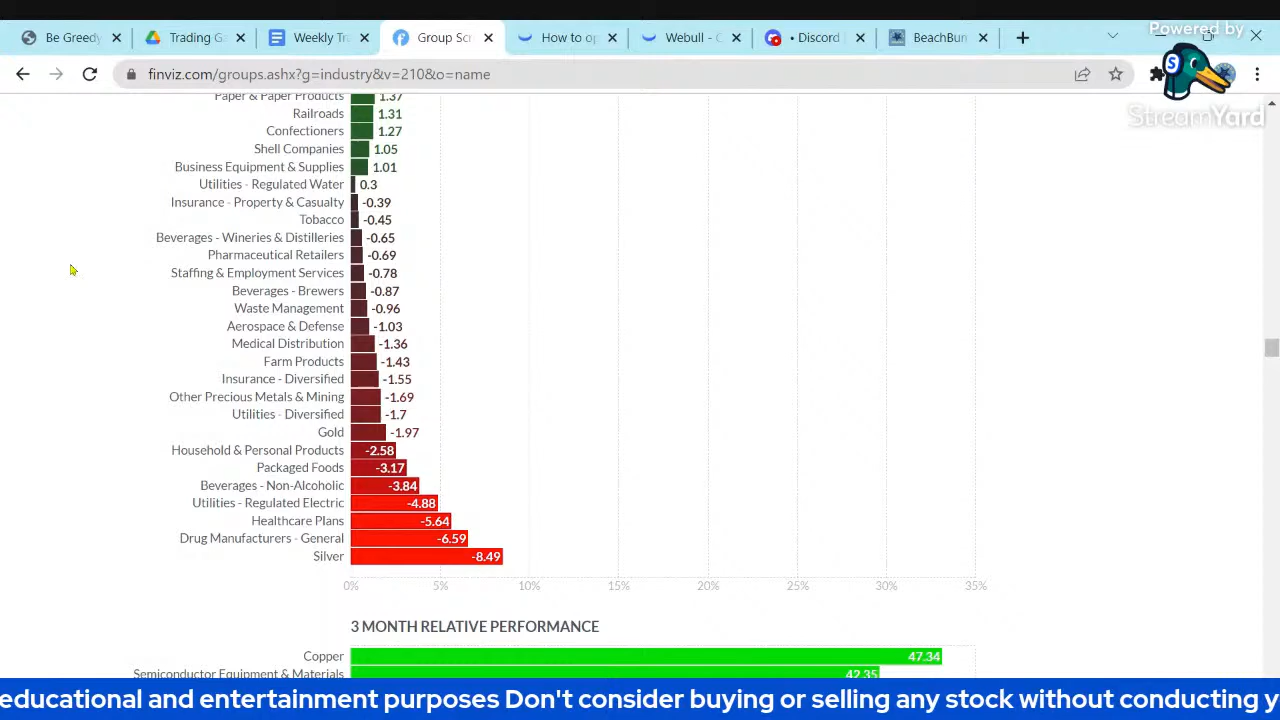 Powered by
Be Greedy
Trading G
Weekly Tr
Group Scr
How to op
Webull - C
• Discord
BeachBun
finviz.com/groups.ashx?g=industry&v=210&o=name
StreamYard
Paper & Paper Products 1.37
Railroads 1.31
Confectioners 1.27
Shell Companies 1.05
Business Equipment & Supplies 1.01
Utilities - Regulated Water 0.3
Insurance - Property & Casualty -0.39
Tobacco -0.45
Beverages - Wineries & Distilleries -0.65
Pharmaceutical Retailers -0.69
Staffing & Employment Services -0.78
Beverages - Brewers -0.87
Waste Management -0.96
Aerospace & Defense -1.03
Medical Distribution -1.36
Farm Products -1.43
Insurance - Diversified -1.55
Other Precious Metals & Mining -1.69
Utilities - Diversified -1.7
Gold -1.97
Household & Personal Products -2.58
Packaged Foods -3.17
Beverages - Non-Alcoholic -3.84
Utilities - Regulated Electric -4.88
Healthcare Plans -5.64
Drug Manufacturers - General -6.59
Silver -8.49
0% 5% 10% 15% 20% 25% 30% 35%
3 MONTH RELATIVE PERFORMANCE
Copper 47.34
Semiconductor Equipment & Materials 42.35
educational and entertainment purposes Don't consider buying or selling any stock without conducting y